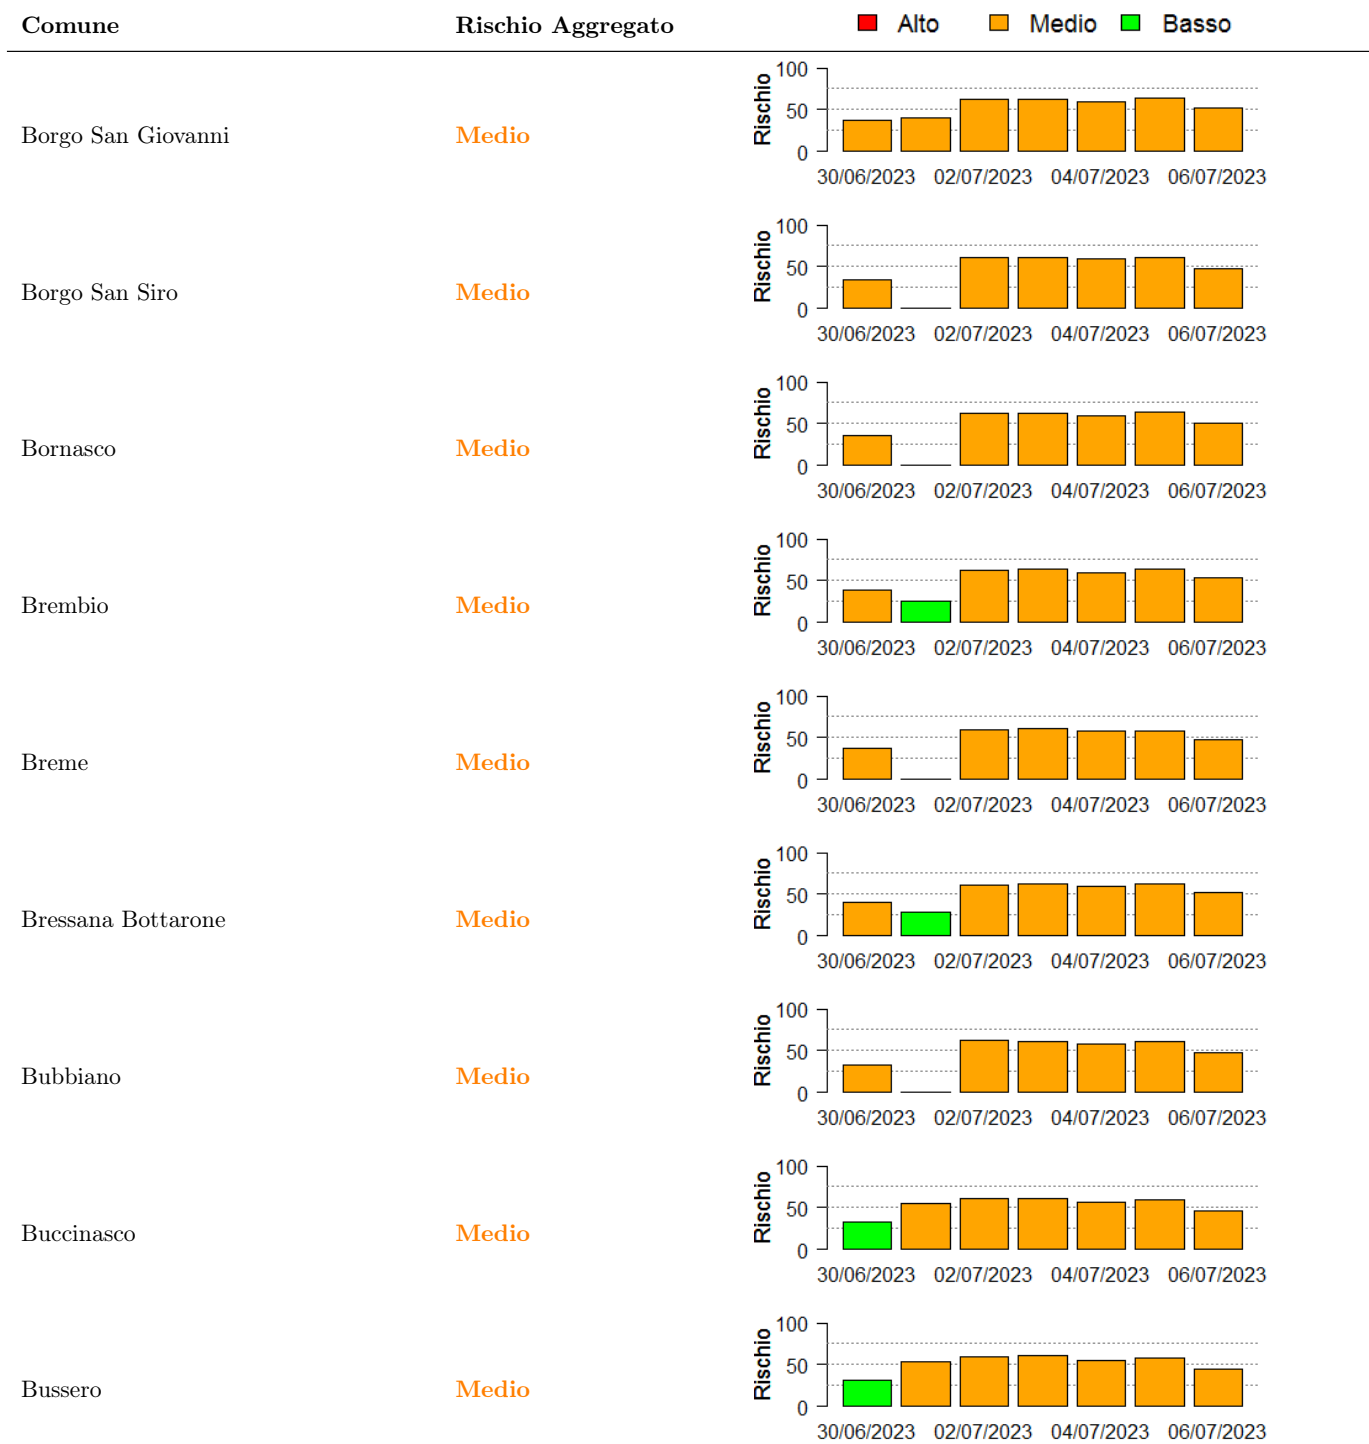 Comune Rischio Aggregato Alto Medio Basso
100
50
0
Rischio
Borgo San Giovanni Medio
30/06/2023 02/07/2023 04/07/2023 06/07/2023
100
50
0
Rischio
Borgo San Siro Medio
30/06/2023 02/07/2023 04/07/2023 06/07/2023
100
50
0
Rischio
Bornasco Medio
30/06/2023 02/07/2023 04/07/2023 06/07/2023
100
50
0
Rischio
Brembio Medio
30/06/2023 02/07/2023 04/07/2023 06/07/2023
100
50
0
Rischio
Breme Medio
30/06/2023 02/07/2023 04/07/2023 06/07/2023
100
50
0
Rischio
Bressana Bottarone Medio
30/06/2023 02/07/2023 04/07/2023 06/07/2023
100
50
0
Rischio
Bubbiano Medio
30/06/2023 02/07/2023 04/07/2023 06/07/2023
100
50
0
Rischio
Buccinasco Medio
30/06/2023 02/07/2023 04/07/2023 06/07/2023
100
50
0
Rischio
Bussero Medio
30/06/2023 02/07/2023 04/07/2023 06/07/2023